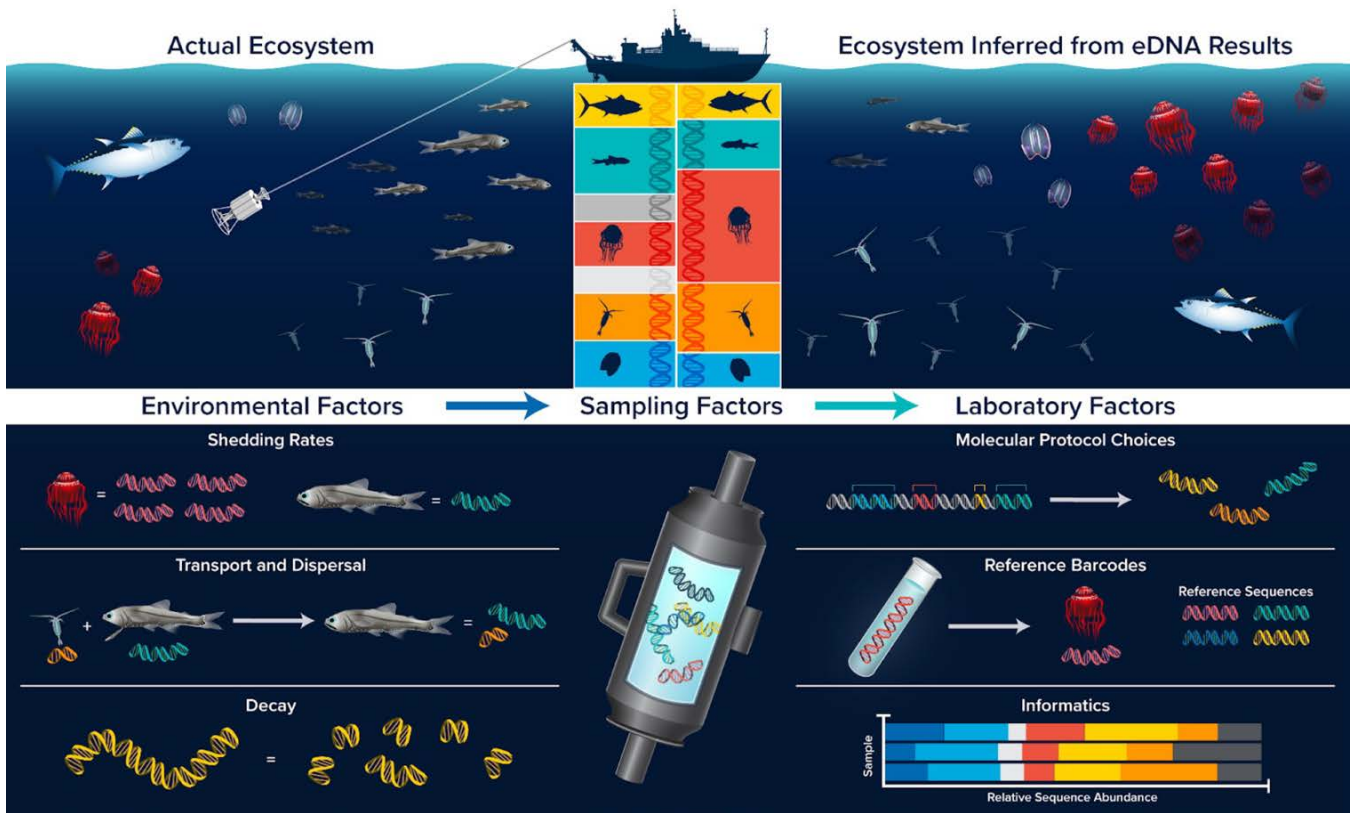 Actual Ecosystem
Ecosystem Inferred from eDNA Results
Environmental Factors
Sampling Factors
Laboratory Factors
Shedding Rates
=
=
Transport and Dispersal
+
=
Decay
=
Molecular Protocol Choices
Reference Barcodes
Reference Sequences
Informatics
Sample
Relative Sequence Abundance